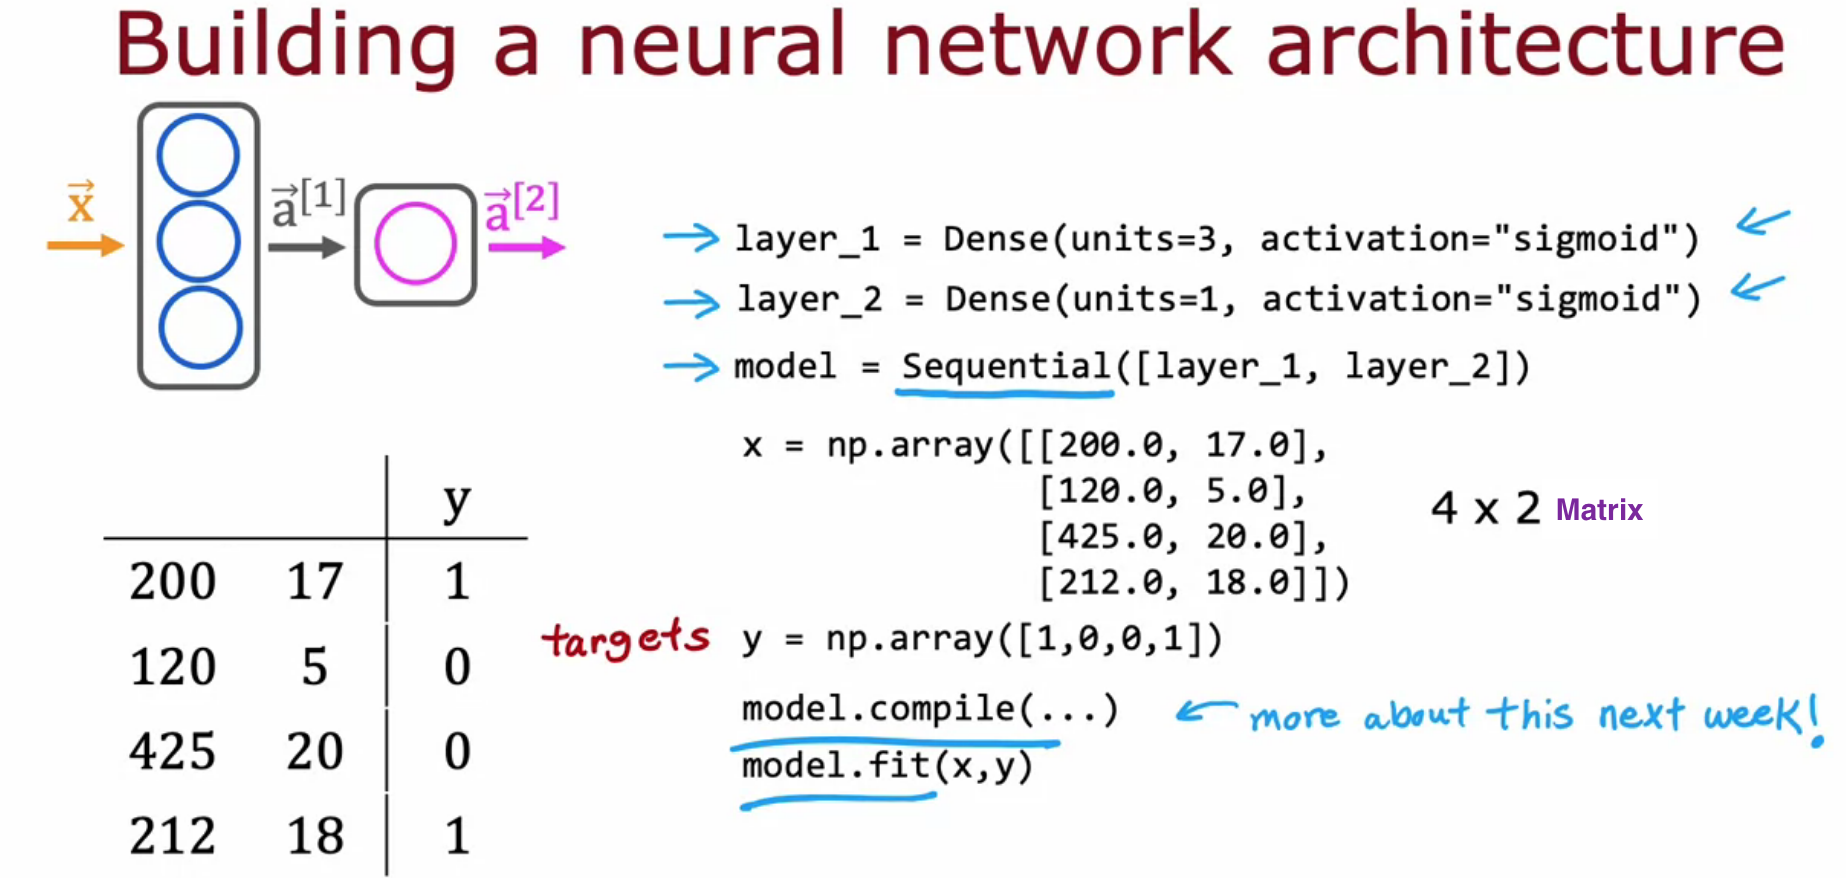 Building a neural network architecture
x⃗
a⃗[1]
a⃗[2]
layer_1 = Dense(units=3, activation="sigmoid")
layer_2 = Dense(units=1, activation="sigmoid")
model = Sequential([layer_1, layer_2])
x = np.array([[200.0, 17.0],
[120.0, 5.0],
[425.0, 20.0],
[212.0, 18.0]])
4 x 2 Matrix
targets y = np.array([1,0,0,1])
model.compile(...) more about this next week!
model.fit(x,y)
y
200 17 1
120 5 0
425 20 0
212 18 1